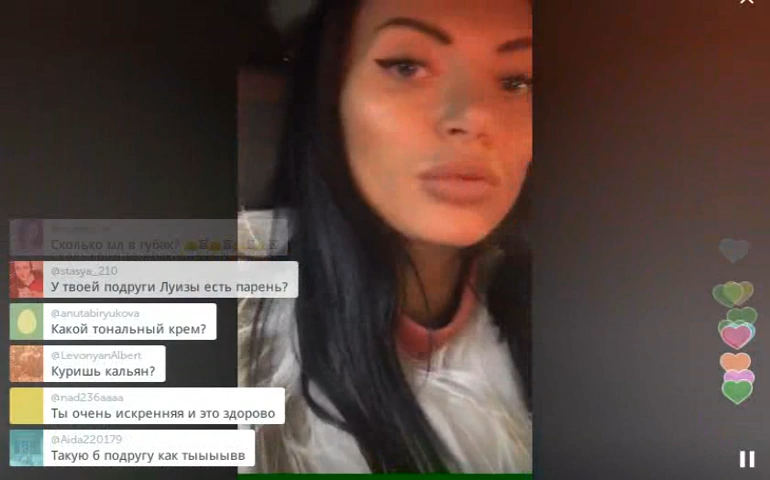 Сколько мл в губах?
@stasya_210
У твоей подруги Луизы есть парень?
@anutabiryukova
Какой тональный крем?
@LevonyanAlbert
Куришь кальян?
@nad236aaaa
Ты очень искренняя и это здорово
@Aida220179
Такую б подругу как тыыыывв